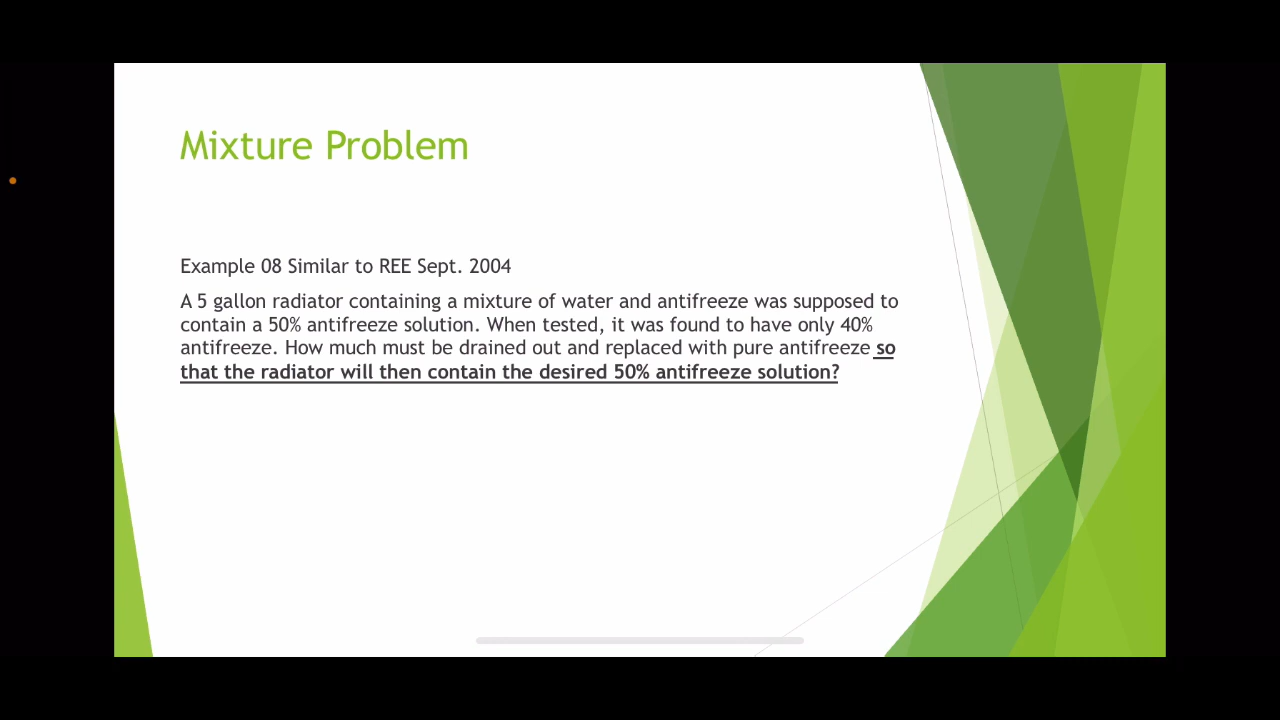 Mixture Problem
Example 08 Similar to REE Sept. 2004
A 5 gallon radiator containing a mixture of water and antifreeze was supposed to
contain a 50% antifreeze solution. When tested, it was found to have only 40%
antifreeze. How much must be drained out and replaced with pure antifreeze so
that the radiator will then contain the desired 50% antifreeze solution?